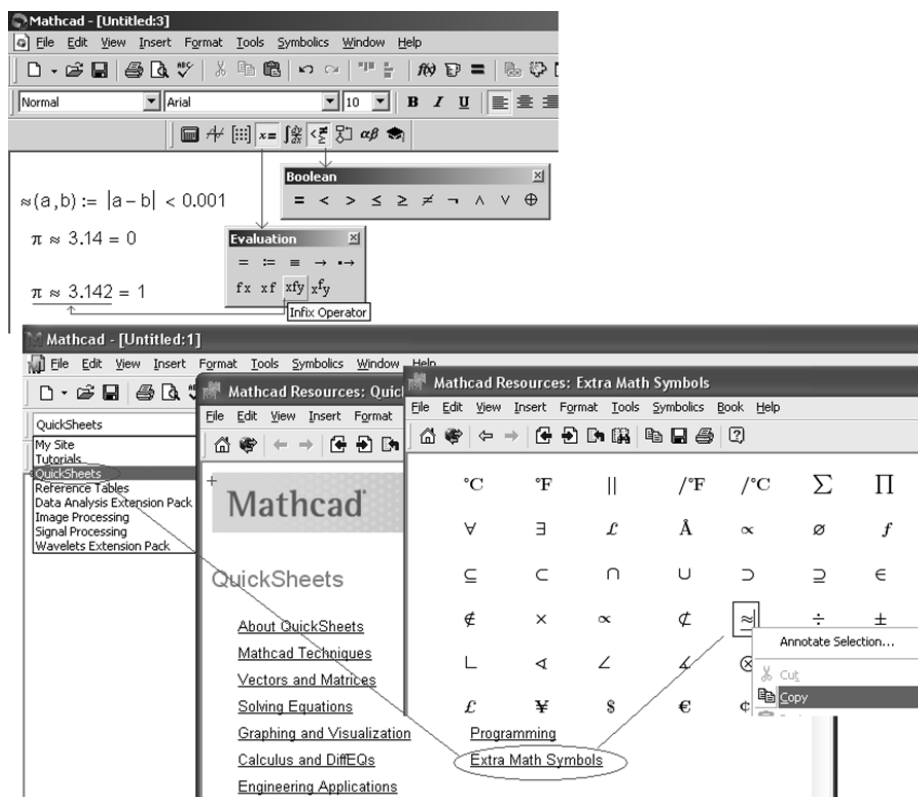 Mathcad - [Untitled:3]
File Edit View Insert Format Tools Symbolics Window Help
Normal Arial 10 B I U
x= αβ
≈(a,b) := |a − b| < 0.001
π ≈ 3.14 = 0
π ≈ 3.142 = 1
Boolean
= < > ≤ ≥ ≠ ¬ ∧ ∨ ⊕
Evaluation
= := ≡ → •→
fx xf xfy xfy
Infix Operator
Mathcad - [Untitled:1]
File Edit View Insert Format Tools Symbolics Window Help
QuickSheets
My Site
Tutorials
QuickSheets
Reference Tables
Data Analysis Extension Pack
Image Processing
Signal Processing
Wavelets Extension Pack
Mathcad Resources: Quic
File Edit View Insert Format
Mathcad
QuickSheets
About QuickSheets
Mathcad Techniques
Vectors and Matrices
Solving Equations
Graphing and Visualization
Calculus and DiffEQs
Engineering Applications
Programming
Extra Math Symbols
Mathcad Resources: Extra Math Symbols
File Edit View Insert Format Tools Symbolics Book Help
°C °F || /°F /°C ∑ ∏
∀ ∃ £ Å ∝ ø f
⊆ ⊂ ∩ ∪ ⊃ ⊇ ∈
∉ × ∝ ⊄ ≈ ÷ ±
∟ ∢ ∠ ∡ ⊗
£ ¥ $ € ¢
Annotate Selection...
Cut
Copy